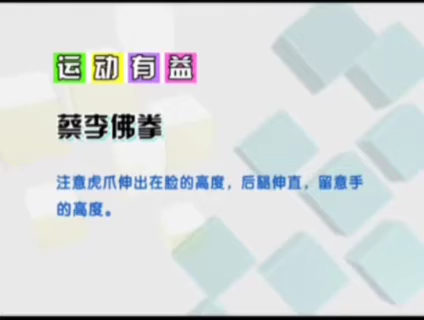 运动有益
蔡李佛拳
注意虎爪伸出在脸的高度，后腿伸直，留意手
的高度。